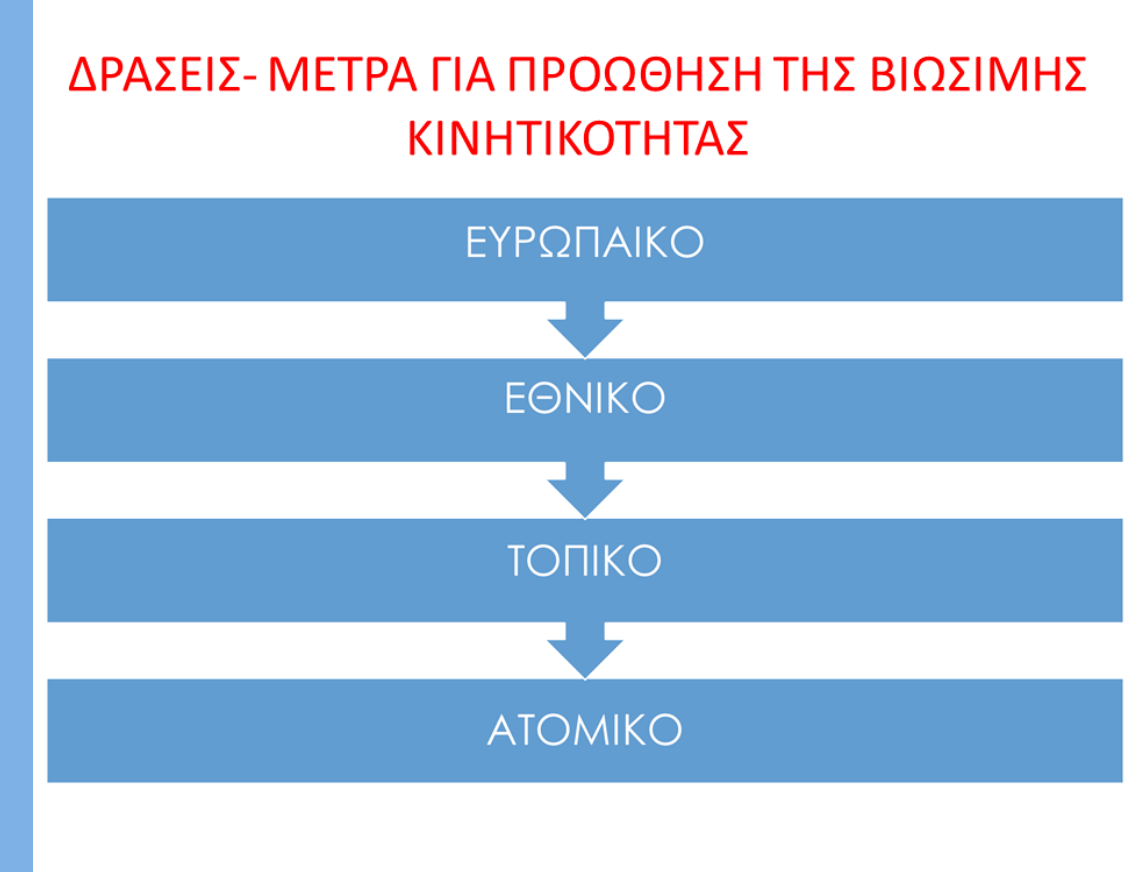 ΔΡΑΣΕΙΣ- ΜΕΤΡΑ ΓΙΑ ΠΡΟΩΘΗΣΗ ΤΗΣ ΒΙΩΣΙΜΗΣ
ΚΙΝΗΤΙΚΟΤΗΤΑΣ
ΕΥΡΩΠΑΙΚΟ
ΕΘΝΙΚΟ
ΤΟΠΙΚΟ
ΑΤΟΜΙΚΟ